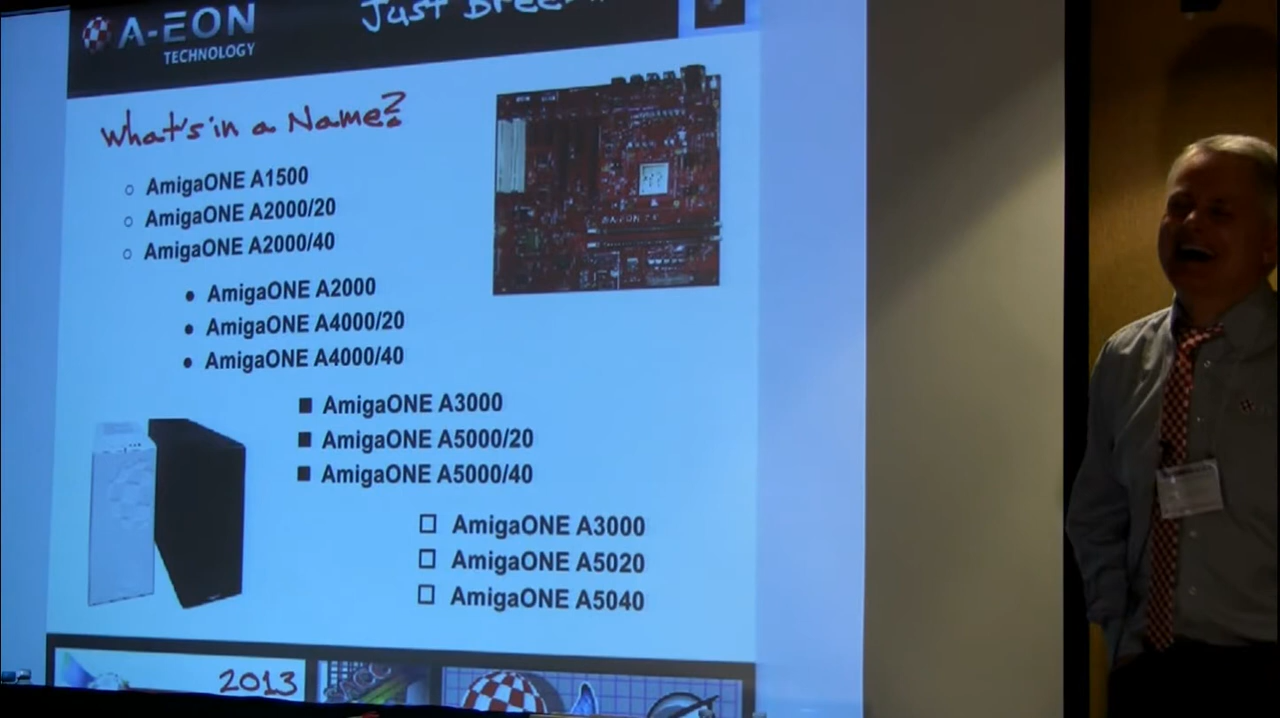 A-EON
TECHNOLOGY
Just
What's in a Name?
AmigaONE A1500
AmigaONE A2000/20
AmigaONE A2000/40
AmigaONE A2000
AmigaONE A4000/20
AmigaONE A4000/40
AmigaONE A3000
AmigaONE A5000/20
AmigaONE A5000/40
AmigaONE A3000
AmigaONE A5020
AmigaONE A5040
2013